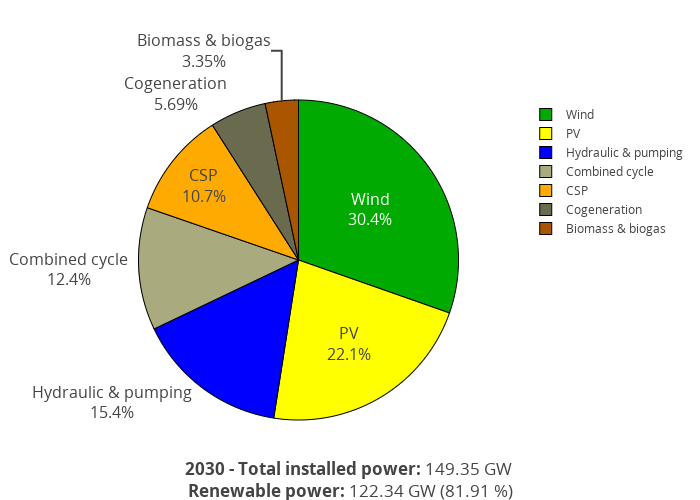 Biomass & biogas
3.35%
Cogeneration
5.69%
CSP
10.7%
Wind
30.4%
Combined cycle
12.4%
PV
22.1%
Hydraulic & pumping
15.4%
Wind
PV
Hydraulic & pumping
Combined cycle
CSP
Cogeneration
Biomass & biogas
2030 - Total installed power: 149.35 GW
Renewable power: 122.34 GW (81.91 %)